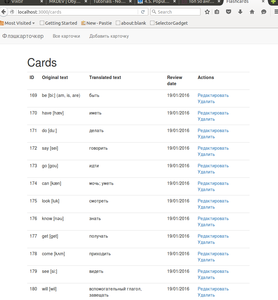 localhost:3000/cards
Search
Most Visited
Getting Started
New - Paste
about:blank
SelectorGadget
Флэшкарточкер
Все карточки
Добавить карточку
Cards
ID Original text Translated text Review date Actions
169 be [bi:] (am, is, are) быть 19/01/2016 Редактировать
Удалить
170 have [hæv] иметь 19/01/2016 Редактировать
Удалить
171 do [du:] делать 19/01/2016 Редактировать
Удалить
172 say [sei] говорить 19/01/2016 Редактировать
Удалить
173 go [gou] идти 19/01/2016 Редактировать
Удалить
174 can [kæn] мочь; уметь 19/01/2016 Редактировать
Удалить
175 look [luk] смотреть 19/01/2016 Редактировать
Удалить
176 know [nəu] знать 19/01/2016 Редактировать
Удалить
177 get [get] получать 19/01/2016 Редактировать
Удалить
178 come [kʌm] приходить 19/01/2016 Редактировать
Удалить
179 see [si:] видеть 19/01/2016 Редактировать
Удалить
180 will [wil] вспомогательный глагол; 19/01/2016 Редактировать
завещать Удалить